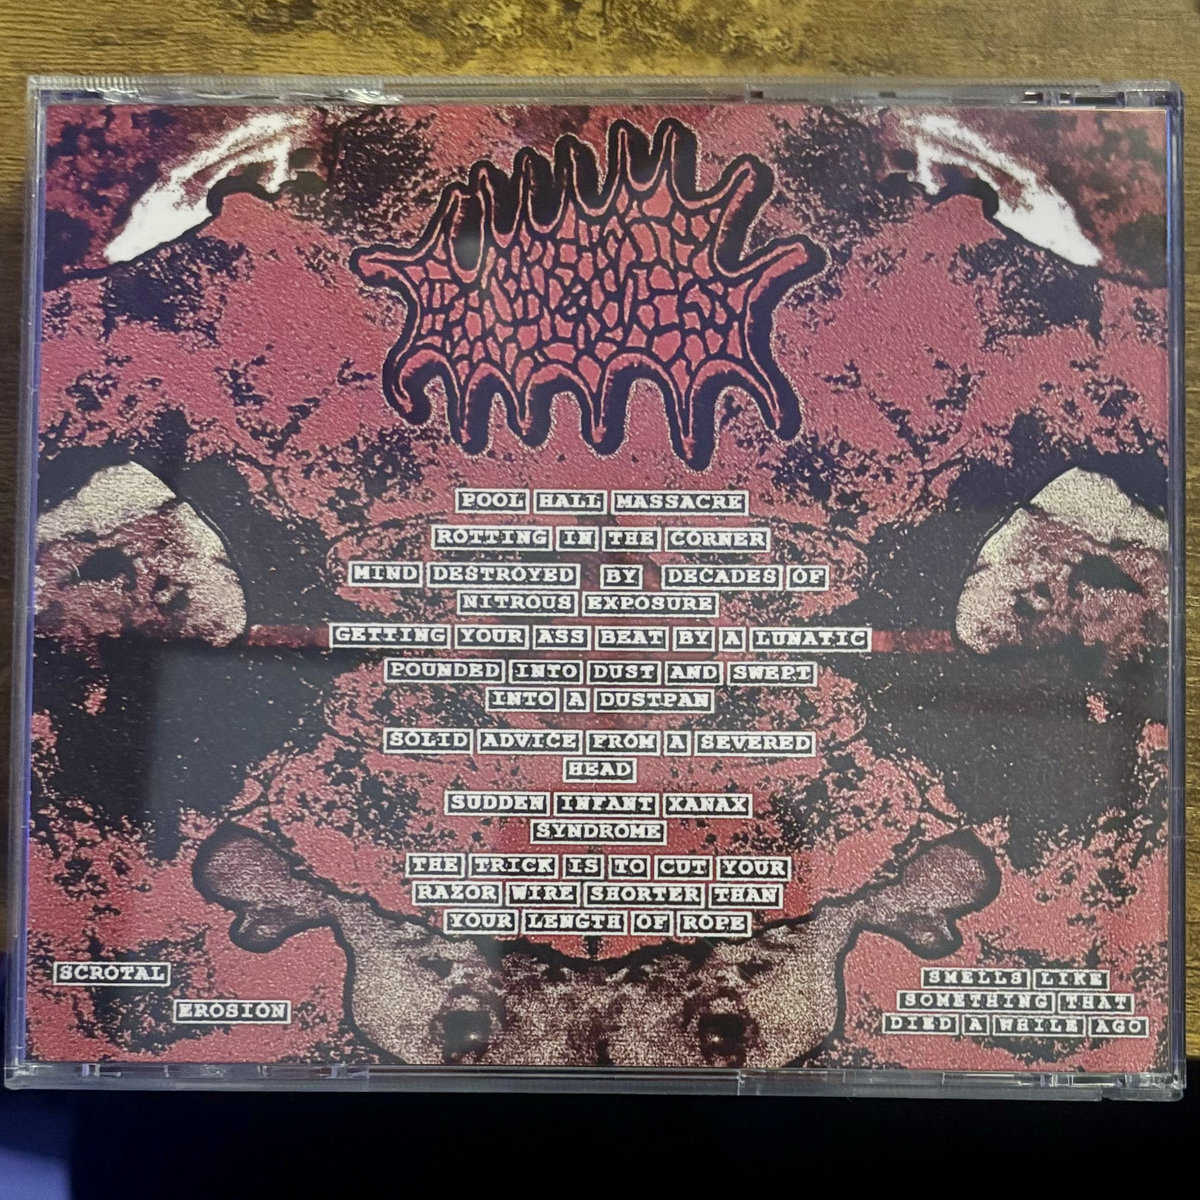 POOL HALL MASSACRE
ROTTING IN THE CORNER
MIND DESTROYED BY DECADES OF
NITROUS EXPOSURE
GETTING YOUR ASS BEAT BY A LUNATIC
POUNDED INTO DUST AND SWEPT
INTO A DUSTPAN
SOLID ADVICE FROM A SEVERED
HEAD
SUDDEN INFANT XANAX
SYNDROME
THE TRICK IS TO CUT YOUR
RAZOR WIRE SHORTER THAN
YOUR LENGTH OF ROPE
SCROTAL
EROSION
SMELLS LIKE
SOMETHING THAT
DIED A WHILE AGO